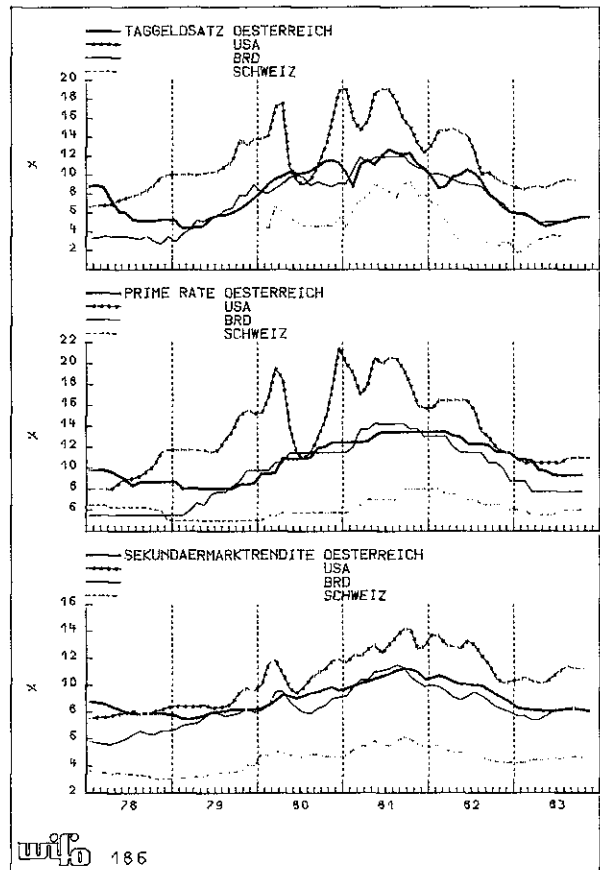 TAGGELDSATZ OESTERREICH
USA
BRD
SCHWEIZ
20
18
16
14
12
10
8
6
4
2
%
PRIME RATE OESTERREICH
USA
BRD
SCHWEIZ
22
20
18
16
14
12
10
8
6
%
SEKUNDAERMARKTRENDITE OESTERREICH
USA
BRD
SCHWEIZ
16
14
12
10
8
6
4
2
%
78 79 80 81 82 83
wifo 186